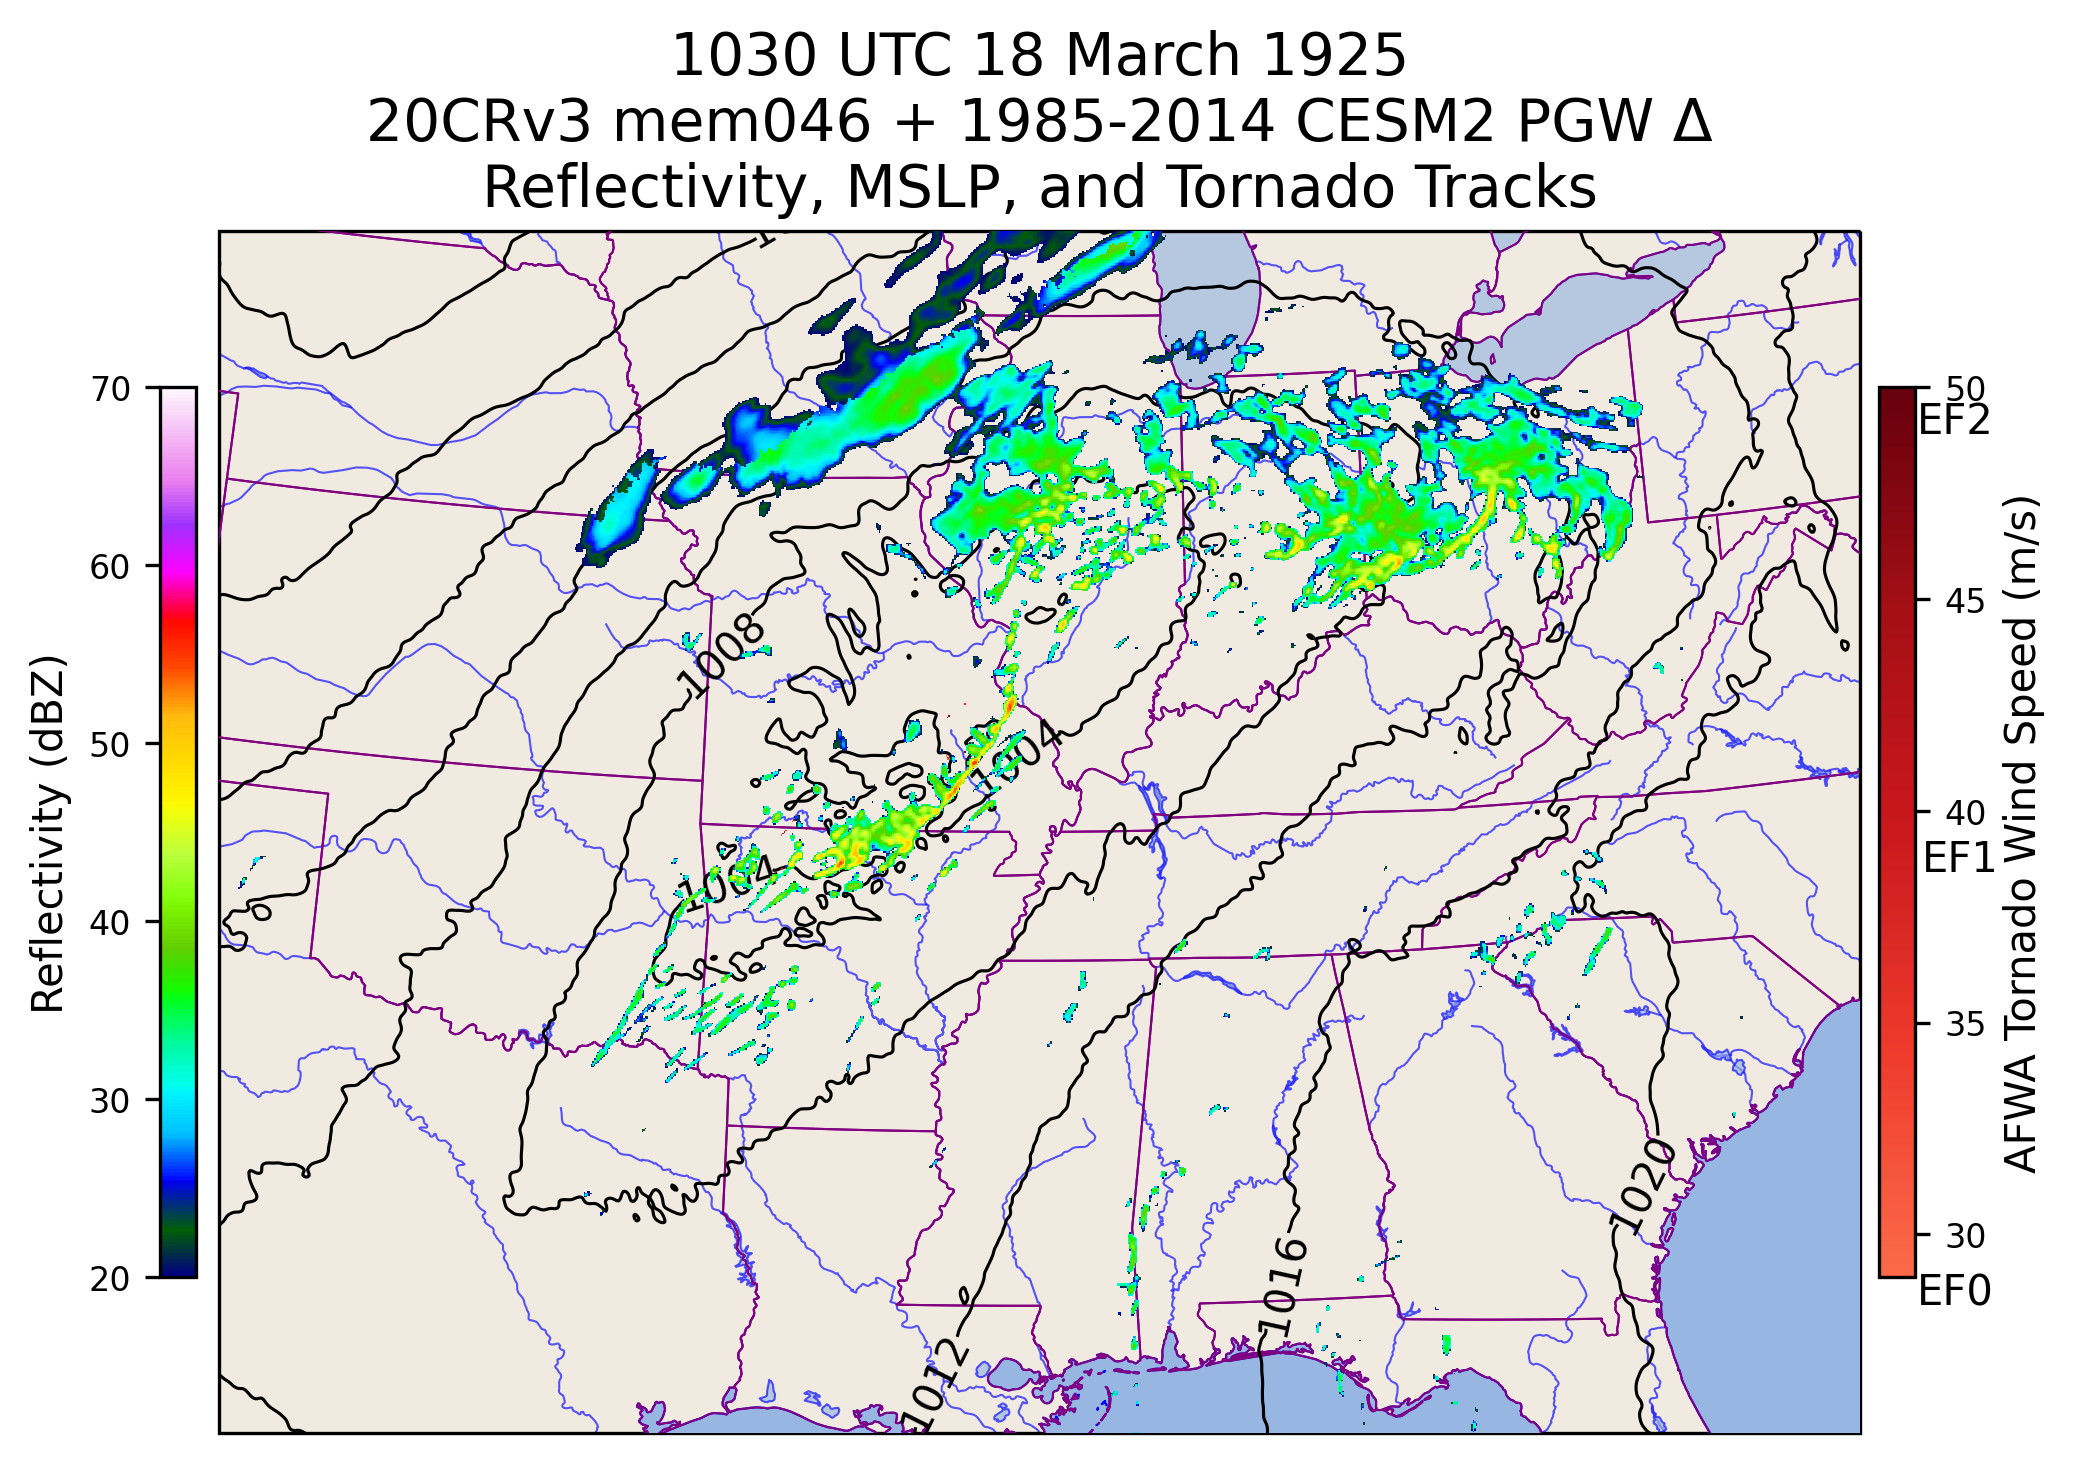 1030 UTC 18 March 1925
20CRv3 mem046 + 1985-2014 CESM2 PGW Δ
Reflectivity, MSLP, and Tornado Tracks
70
60
50
40
30
20
Reflectivity (dBZ)
1008
1004
1004
1012
1016
1020
50
EF2
45
40
EF1
35
30
EF0
AFWA Tornado Wind Speed (m/s)